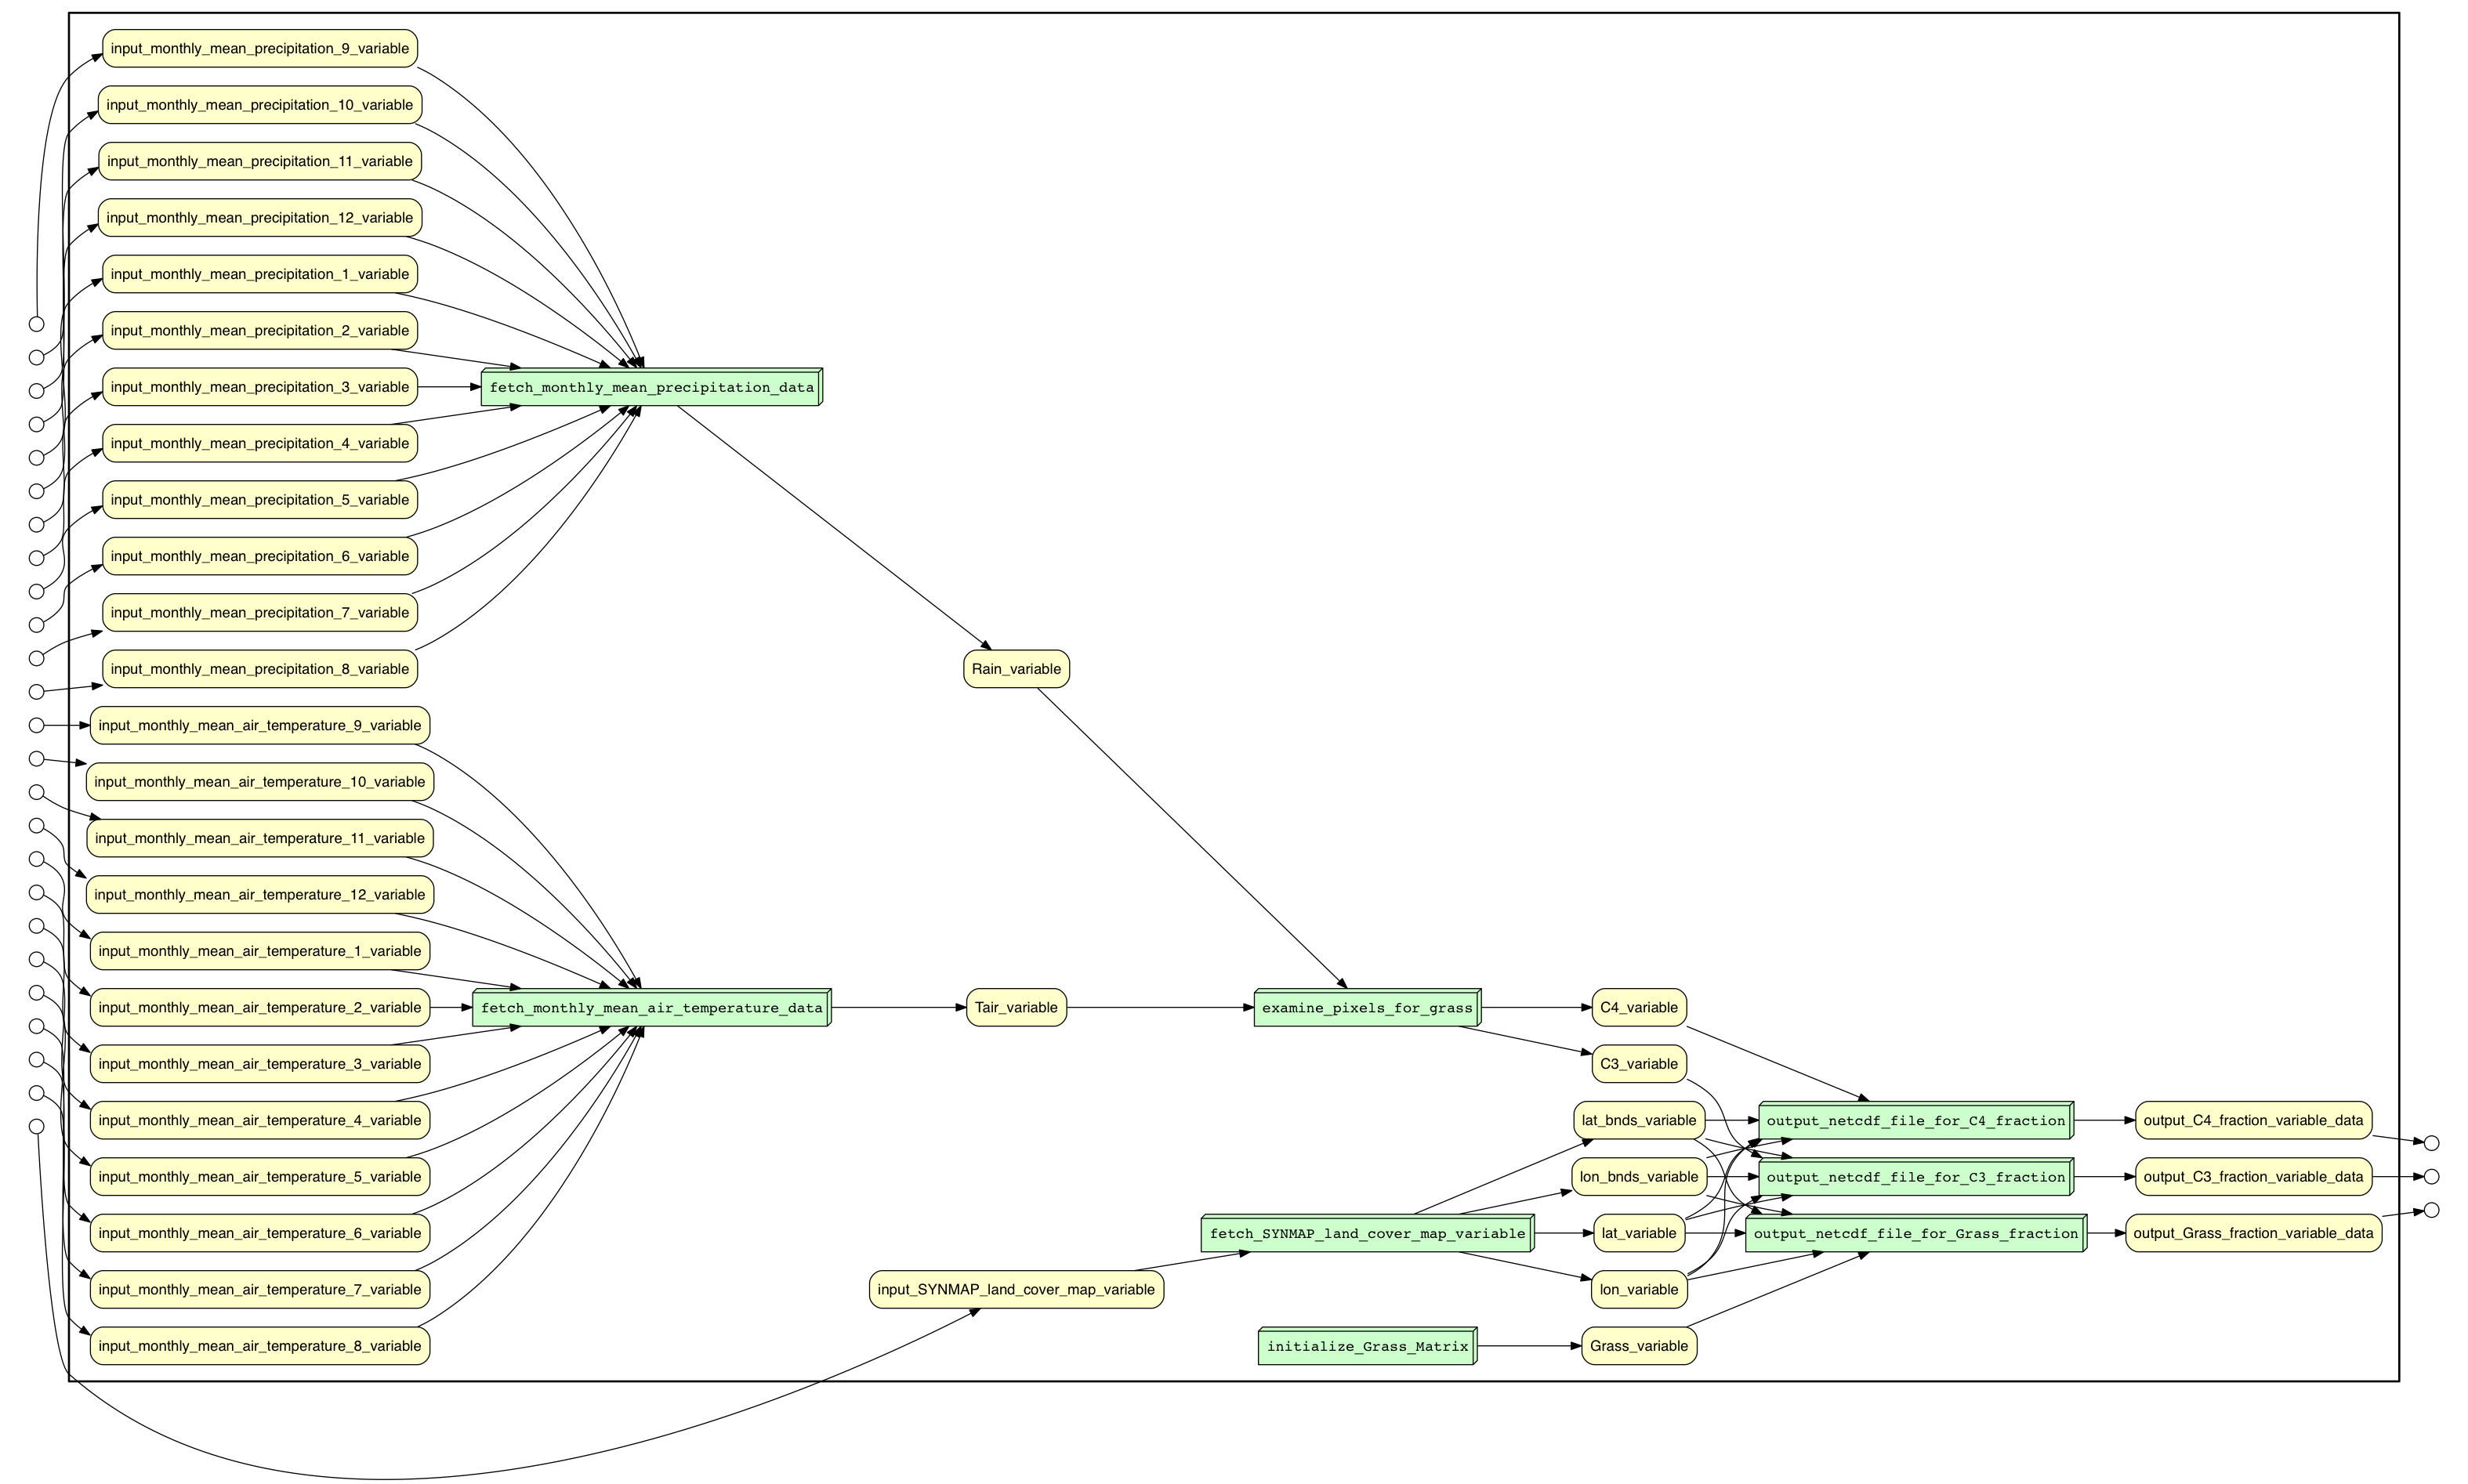 input_monthly_mean_precipitation_9_variable
input_monthly_mean_precipitation_10_variable
input_monthly_mean_precipitation_11_variable
input_monthly_mean_precipitation_12_variable
input_monthly_mean_precipitation_1_variable
input_monthly_mean_precipitation_2_variable
input_monthly_mean_precipitation_3_variable
input_monthly_mean_precipitation_4_variable
input_monthly_mean_precipitation_5_variable
input_monthly_mean_precipitation_6_variable
input_monthly_mean_precipitation_7_variable
input_monthly_mean_precipitation_8_variable
input_monthly_mean_air_temperature_9_variable
input_monthly_mean_air_temperature_10_variable
input_monthly_mean_air_temperature_11_variable
input_monthly_mean_air_temperature_12_variable
input_monthly_mean_air_temperature_1_variable
input_monthly_mean_air_temperature_2_variable
input_monthly_mean_air_temperature_3_variable
input_monthly_mean_air_temperature_4_variable
input_monthly_mean_air_temperature_5_variable
input_monthly_mean_air_temperature_6_variable
input_monthly_mean_air_temperature_7_variable
input_monthly_mean_air_temperature_8_variable
fetch_monthly_mean_precipitation_data
fetch_monthly_mean_air_temperature_data
Rain_variable
Tair_variable
input_SYNMAP_land_cover_map_variable
examine_pixels_for_grass
fetch_SYNMAP_land_cover_map_variable
initialize_Grass_Matrix
C4_variable
C3_variable
lat_bnds_variable
lon_bnds_variable
lat_variable
lon_variable
Grass_variable
output_netcdf_file_for_C4_fraction
output_netcdf_file_for_C3_fraction
output_netcdf_file_for_Grass_fraction
output_C4_fraction_variable_data
output_C3_fraction_variable_data
output_Grass_fraction_variable_data